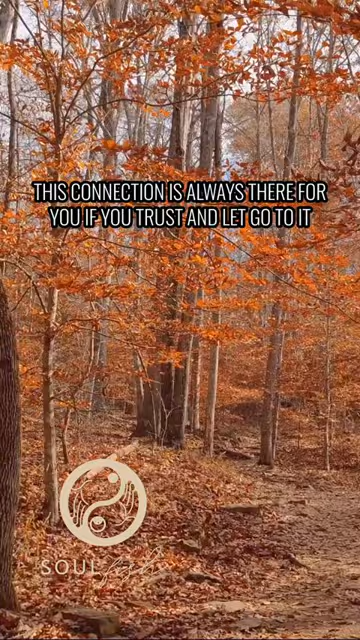 THIS CONNECTION IS ALWAYS THERE FOR
YOU IF YOU TRUST AND LET GO TO IT
SOUL